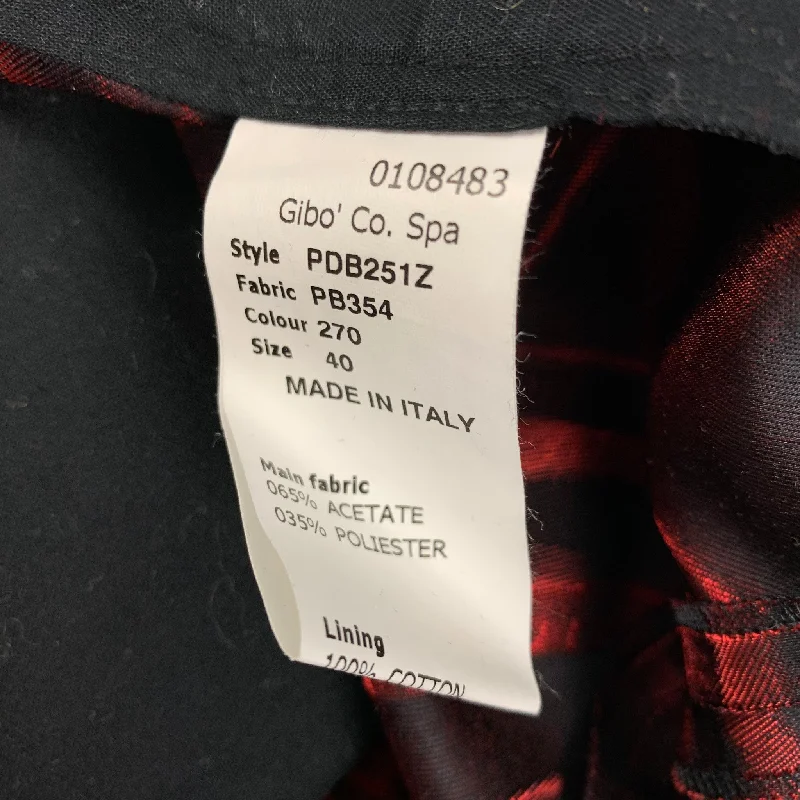 0108483
Gibo' Co. Spa
Style PDB251Z
Fabric PB354
Colour 270
Size 40
MADE IN ITALY
Main fabric
065% ACETATE
035% POLIESTER
Lining
100% COTTON